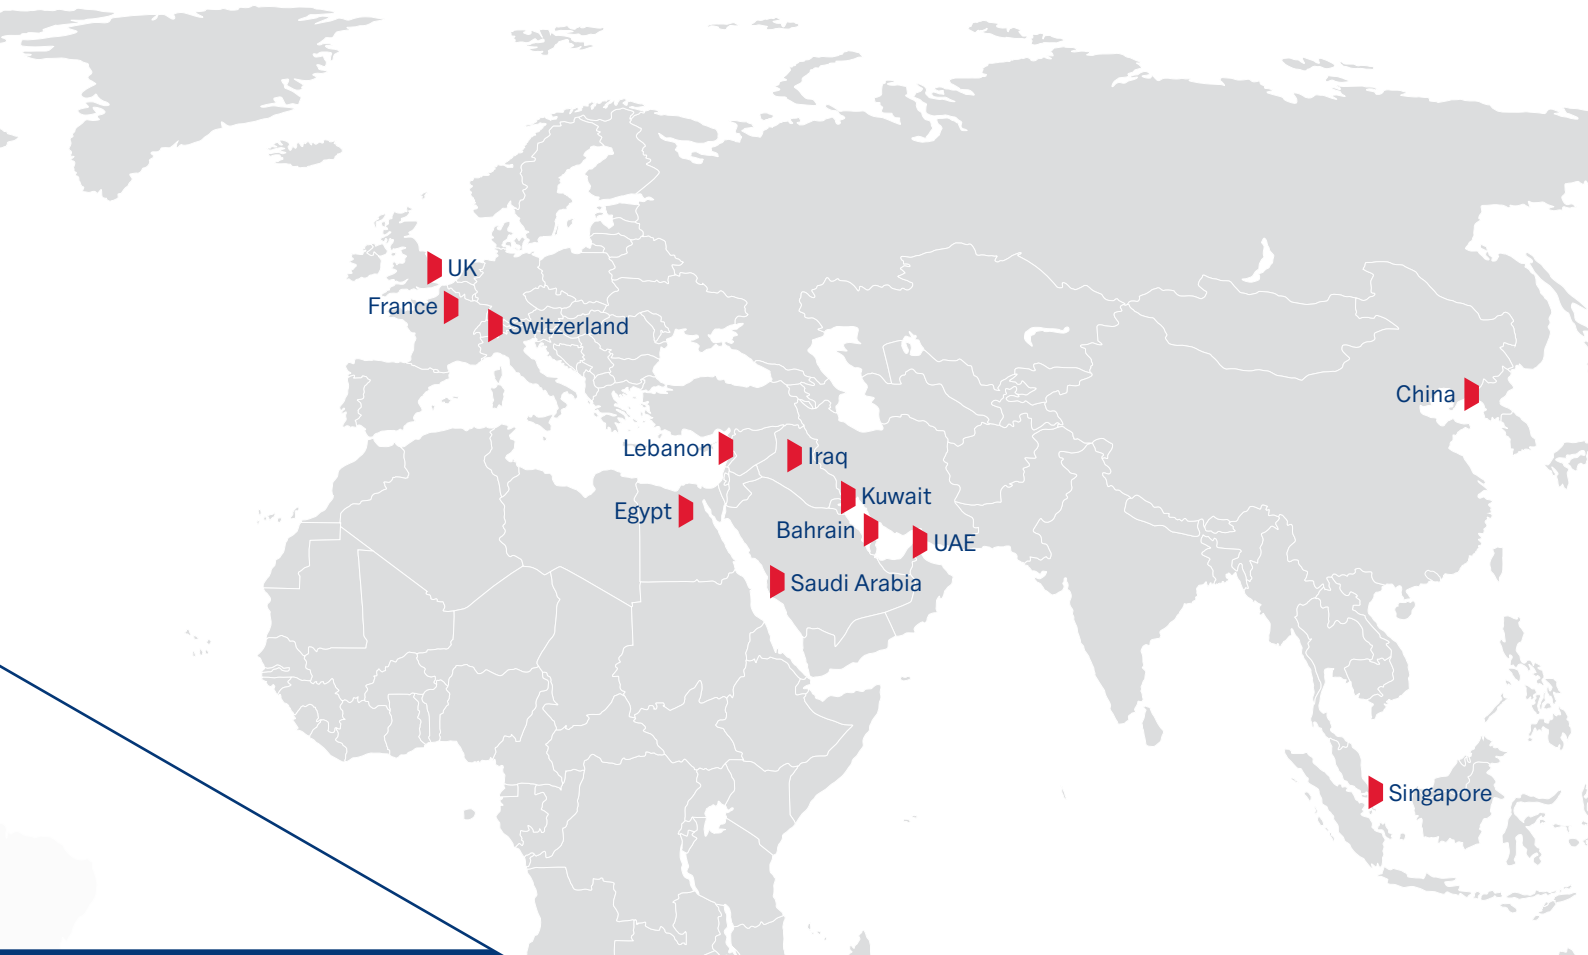 UK
France
Switzerland
China
Lebanon
Iraq
Kuwait
Egypt
Bahrain
UAE
Saudi Arabia
Singapore